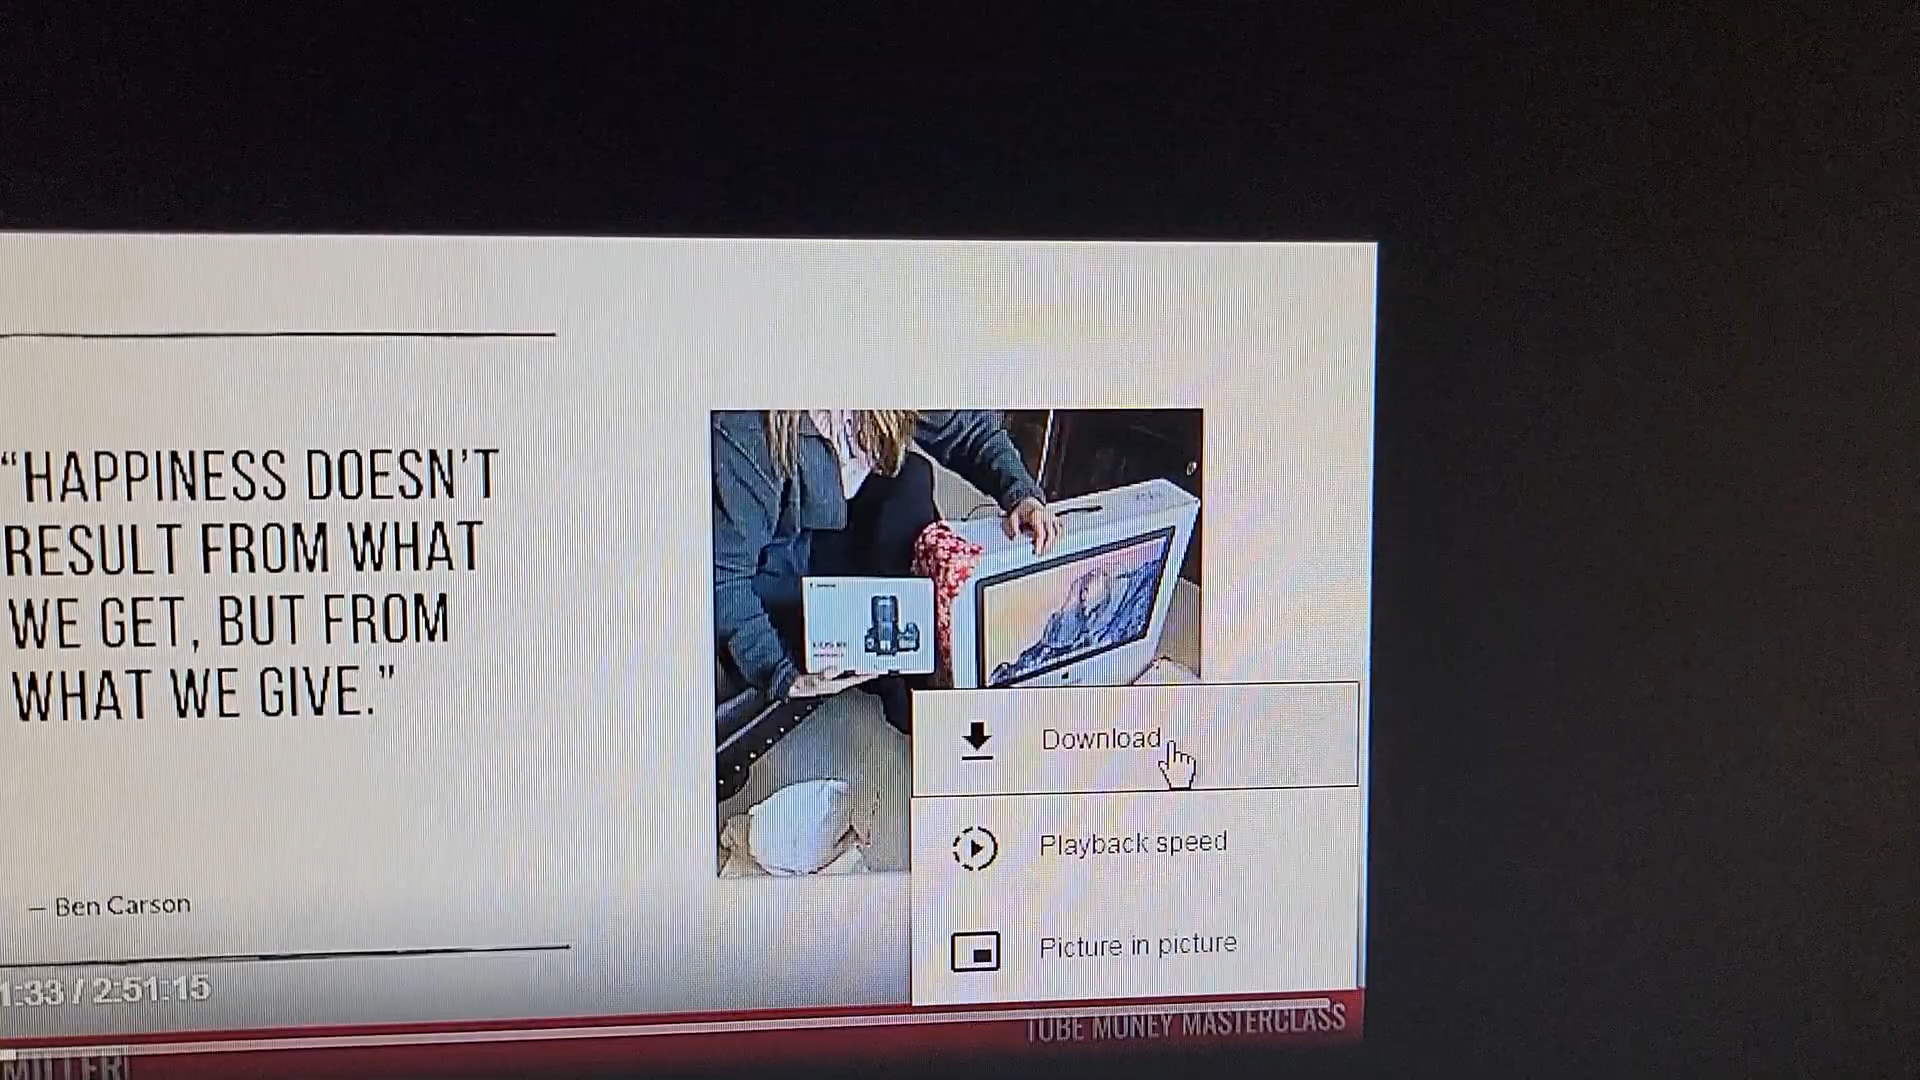 “HAPPINESS DOESN’T
RESULT FROM WHAT
WE GET, BUT FROM
WHAT WE GIVE.”
— Ben Carson
Download
Playback speed
Picture in picture
1:33 / 2:51:15
TUBE MONEY MASTERCLASS
MILLER